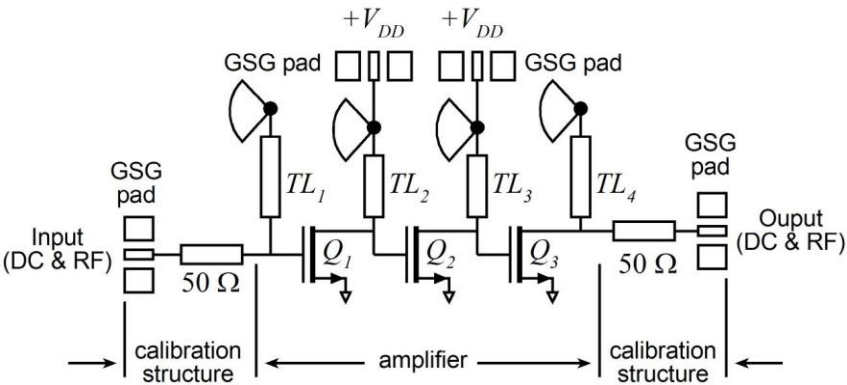 +V_DD
+V_DD
GSG pad
GSG pad
GSG
pad
GSG
pad
TL_1
TL_2
TL_3
TL_4
Input
(DC & RF)
Ouput
(DC & RF)
Q_1
Q_2
Q_3
50 Ω
50 Ω
calibration
structure
amplifier
calibration
structure